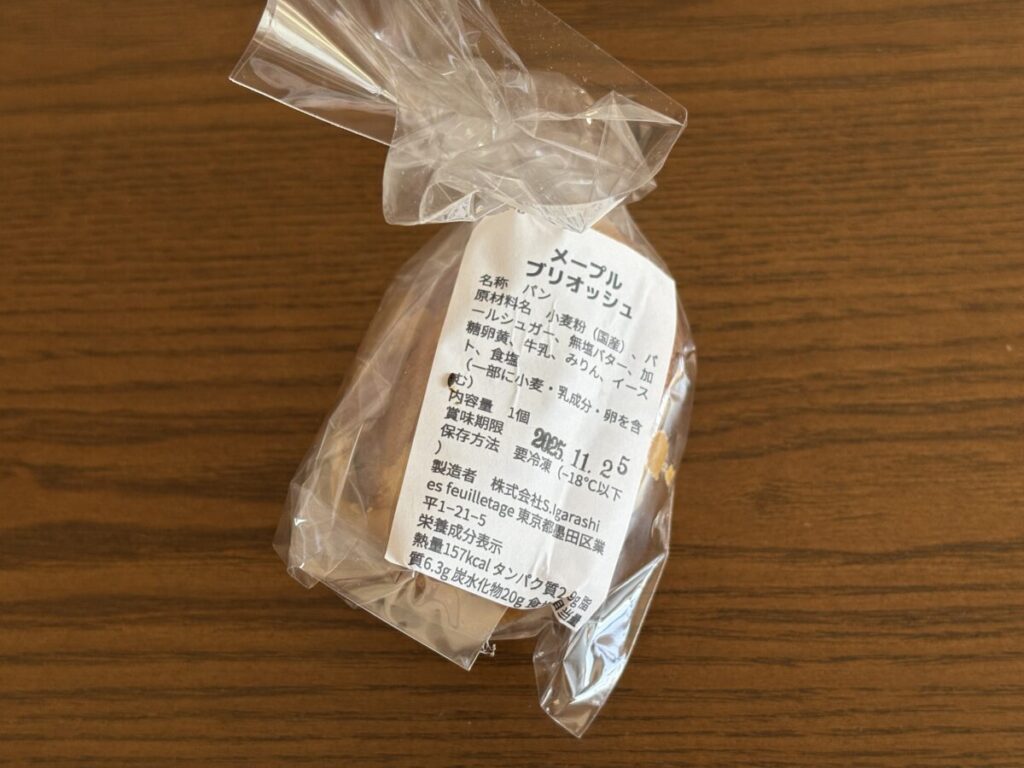 メープル
ブリオッシュ
名称　パン
原材料名　小麦粉（国産）、パ
ールシュガー、無塩バター、加
糖卵黄、牛乳、みりん、イース
ト、食塩
（一部に小麦・乳成分・卵を含
む）
内容量　1個
賞味期限　2025.11.25
保存方法　要冷凍（-18℃以下
）
製造者　株式会社S.Igarashi
es feuilletage 東京都墨田区業
平1-21-5
栄養成分表示
熱量157kcal タンパク質2.9g 脂
質6.3g 炭水化物20g 食